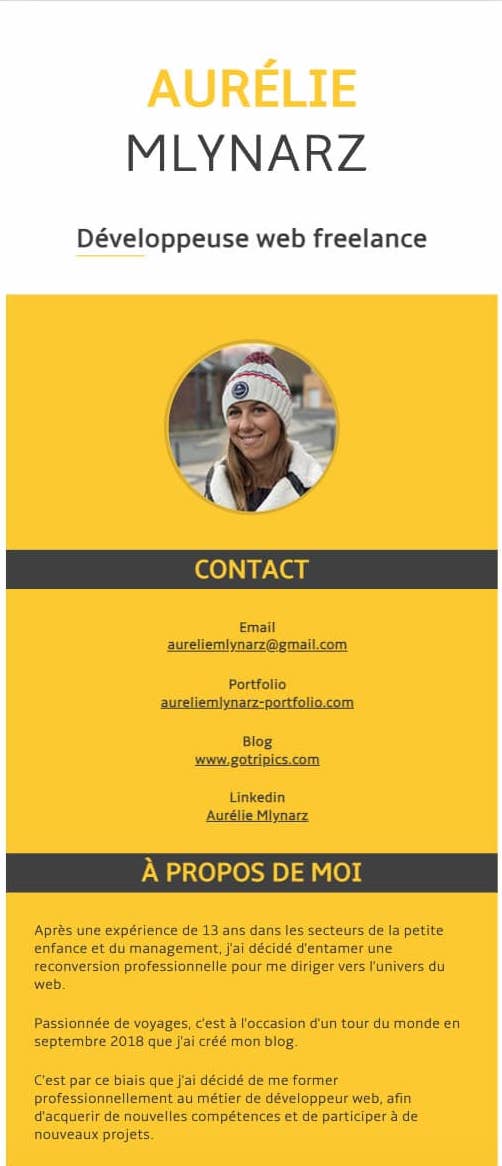 AURÉLIE
MLYNARZ
Développeuse web freelance
CONTACT
Email
aureliemlynarz@gmail.com
Portfolio
aureliemlynarz-portfolio.com
Blog
www.gotripics.com
Linkedin
Aurélie Mlynarz
À PROPOS DE MOI
Après une expérience de 13 ans dans les secteurs de la petite
enfance et du management, j'ai décidé d'entamer une
reconversion professionnelle pour me diriger vers l'univers du
web.
Passionnée de voyages, c'est à l'occasion d'un tour du monde en
septembre 2018 que j'ai créé mon blog.
C'est par ce biais que j'ai décidé de me former
professionnellement au métier de développeur web, afin
d'acquerir de nouvelles compétences et de participer à de
nouveaux projets.